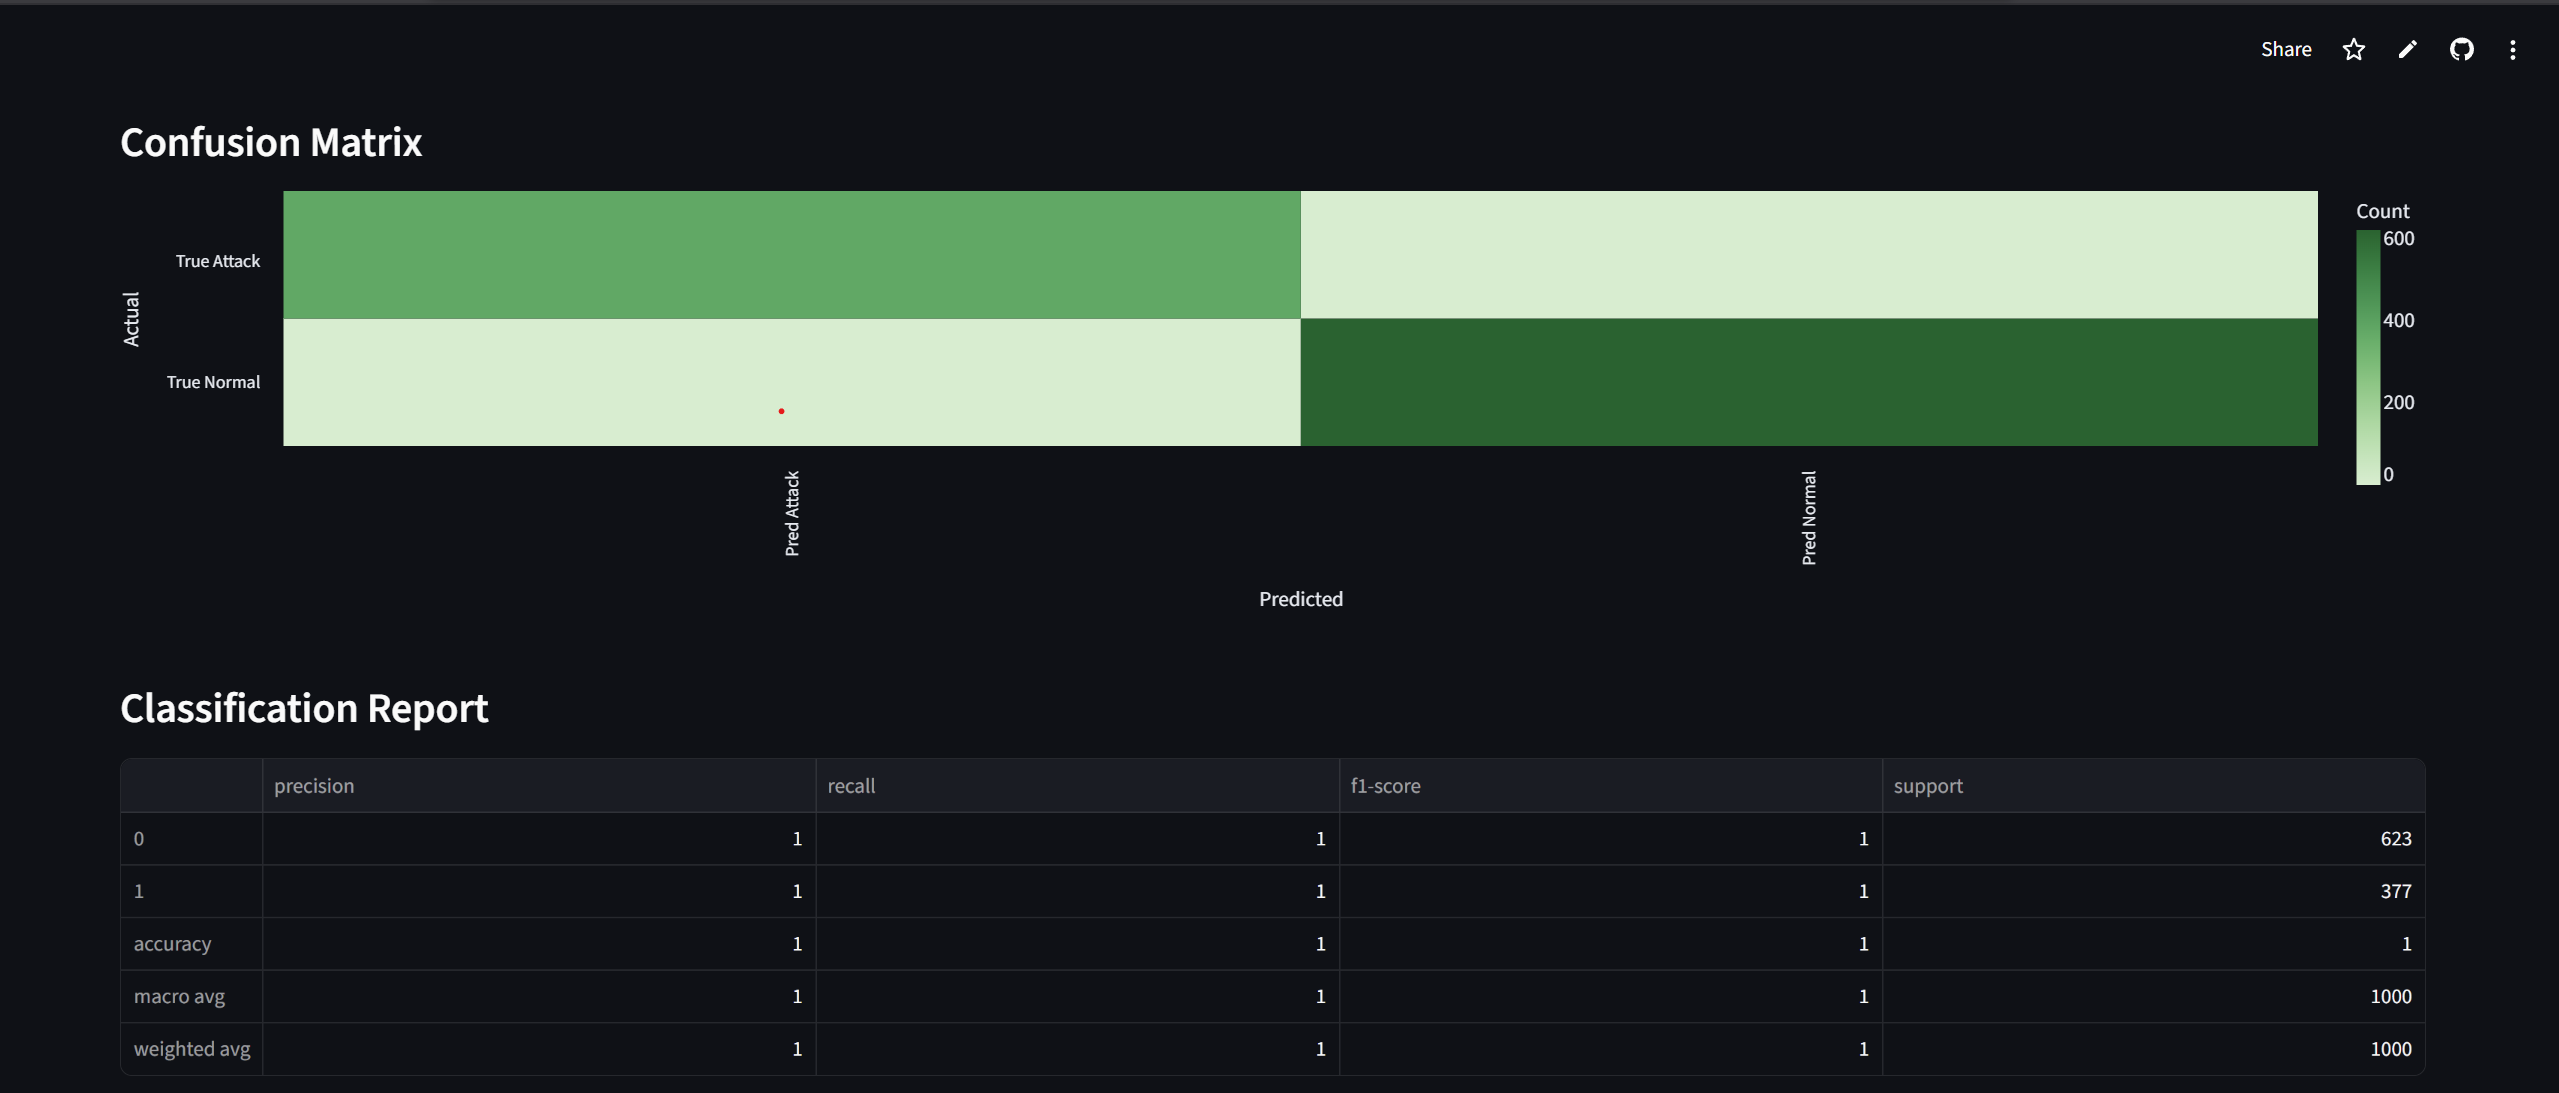 Share
Confusion Matrix
Actual
True Attack
True Normal
Pred Attack
Pred Normal
Predicted
Count
600
400
200
0
Classification Report
precision recall f1-score support
0 1 1 1 623
1 1 1 1 377
accuracy 1 1 1 1
macro avg 1 1 1 1000
weighted avg 1 1 1 1000